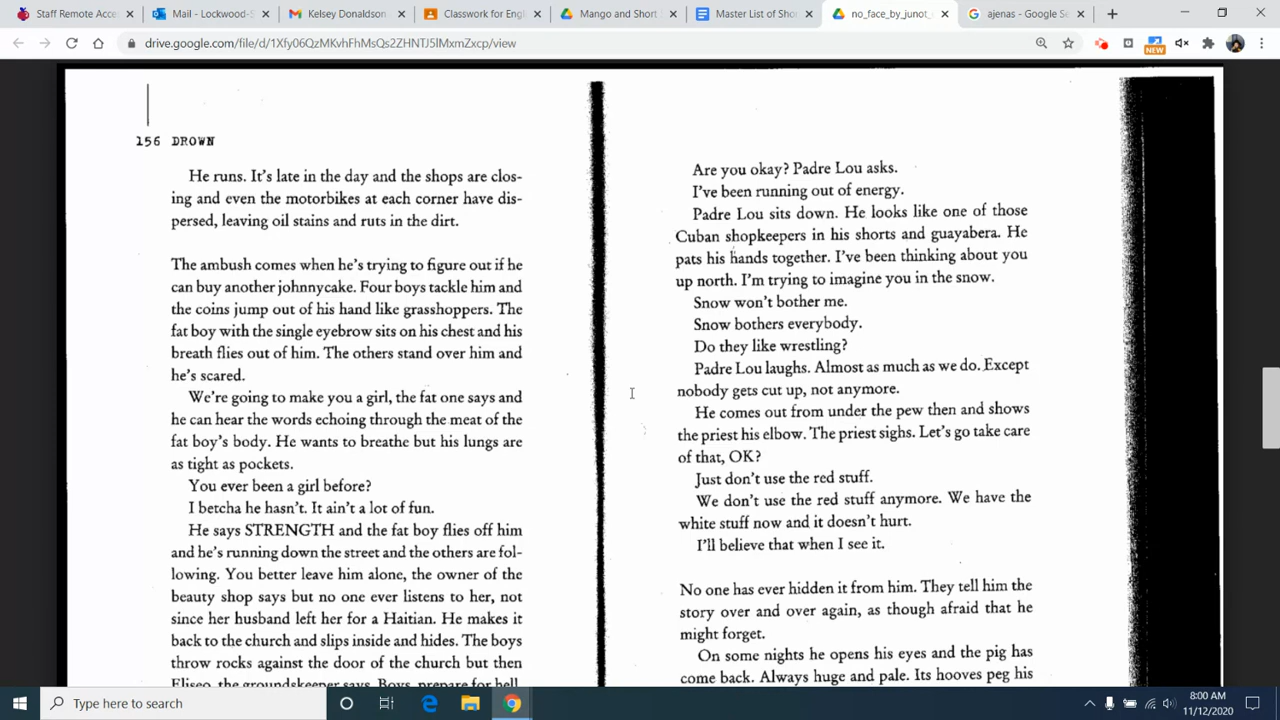 Staff Remote Acce
Mail - Lockwood-S
Kelsey Donaldson
Classwork for Eng
Mango and Short
Master List of Sho
no_face_by_junot_
ajenas - Google Se
drive.google.com/file/d/1Xfy06QzMKvhFhMsQs2ZHNTJ5lMxmZxcp/view
NEW
156 DROWN
He runs. It's late in the day and the shops are clos-
ing and even the motorbikes at each corner have dis-
persed, leaving oil stains and ruts in the dirt.
The ambush comes when he's trying to figure out if he
can buy another johnnycake. Four boys tackle him and
the coins jump out of his hand like grasshoppers. The
fat boy with the single eyebrow sits on his chest and his
breath flies out of him. The others stand over him and
he's scared.
We're going to make you a girl, the fat one says and
he can hear the words echoing through the meat of the
fat boy's body. He wants to breathe but his lungs are
as tight as pockets.
You ever been a girl before?
I betcha he hasn't. It ain't a lot of fun.
He says STRENGTH and the fat boy flies off him
and he's running down the street and the others are fol-
lowing. You better leave him alone, the owner of the
beauty shop says but no one ever listens to her, not
since her husband left her for a Haitian. He makes it
back to the church and slips inside and hides. The boys
throw rocks against the door of the church but then
Eliseo, the groundskeeper says, Boys, prepare for hell,
Are you okay? Padre Lou asks.
I've been running out of energy.
Padre Lou sits down. He looks like one of those
Cuban shopkeepers in his shorts and guayabera. He
pats his hands together. I've been thinking about you
up north. I'm trying to imagine you in the snow.
Snow won't bother me.
Snow bothers everybody.
Do they like wrestling?
Padre Lou laughs. Almost as much as we do. Except
nobody gets cut up, not anymore.
He comes out from under the pew then and shows
the priest his elbow. The priest sighs. Let's go take care
of that, OK?
Just don't use the red stuff.
We don't use the red stuff anymore. We have the
white stuff now and it doesn't hurt.
I'll believe that when I see it.
No one has ever hidden it from him. They tell him the
story over and over again, as though afraid that he
might forget.
On some nights he opens his eyes and the pig has
come back. Always huge and pale. Its hooves peg his
Type here to search
8:00 AM
11/12/2020